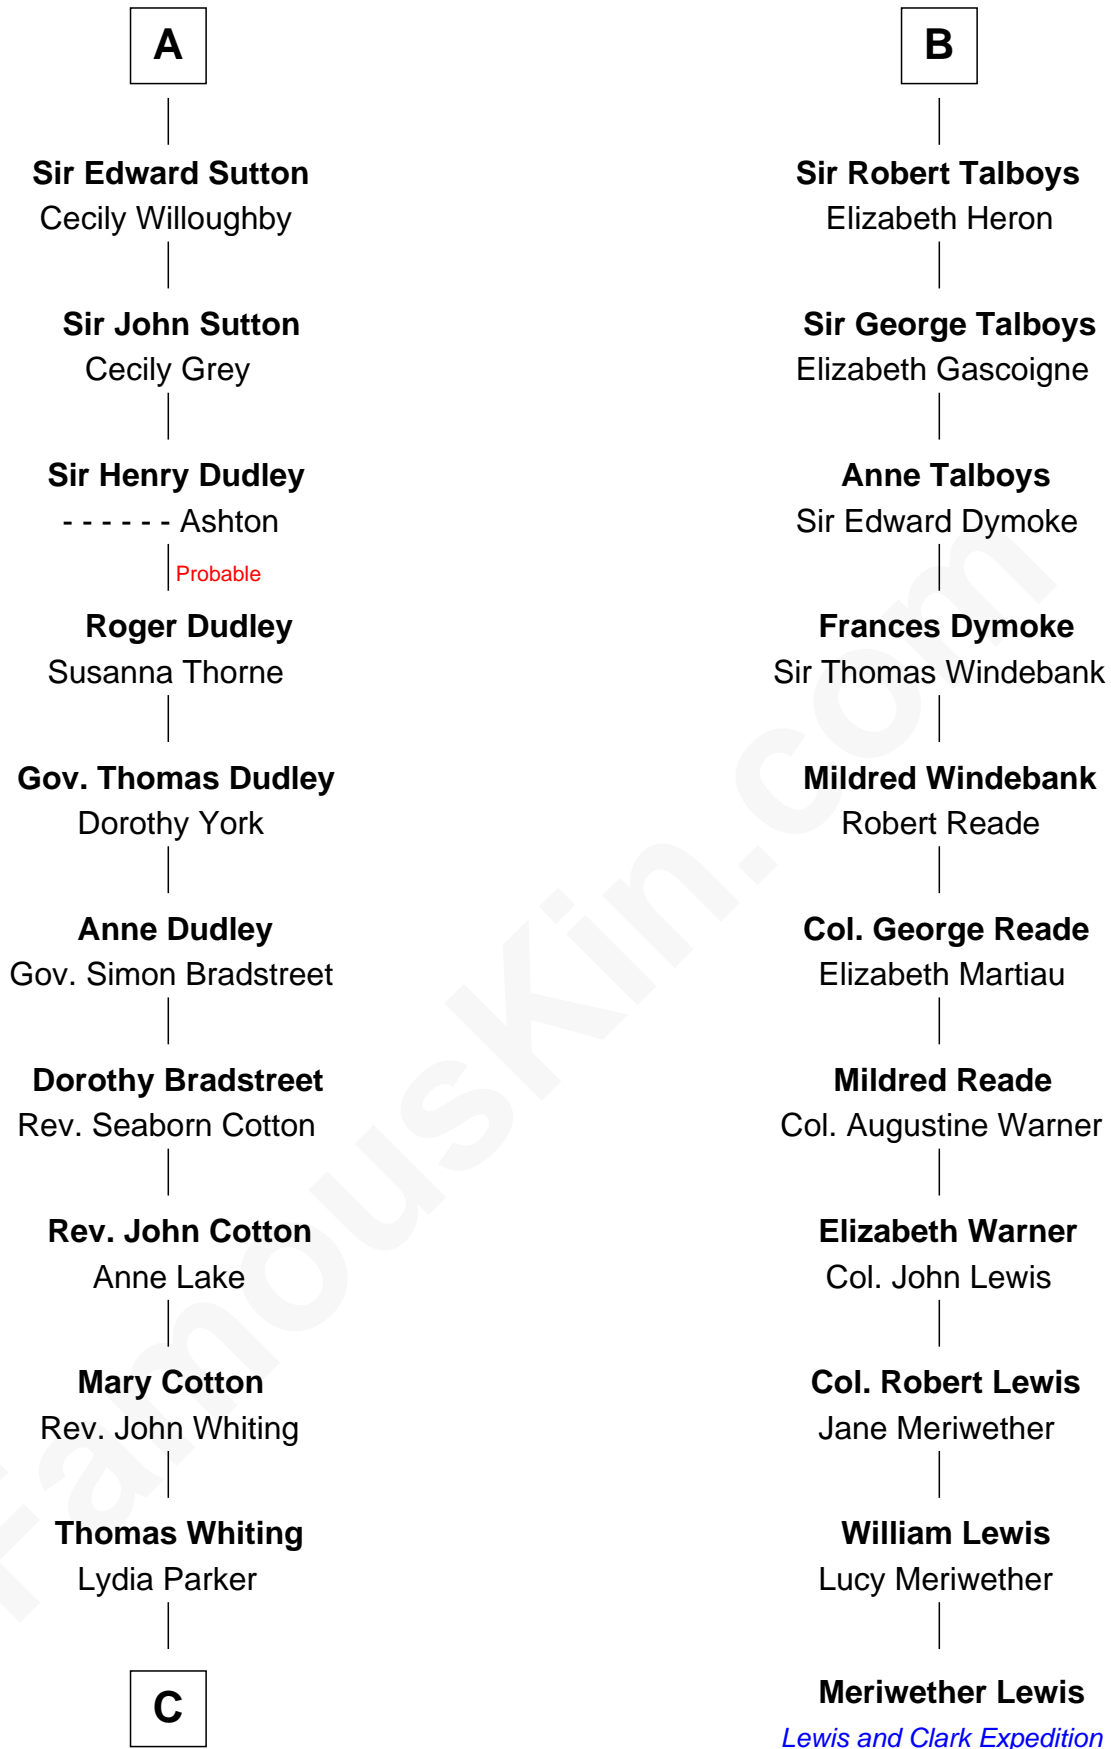 A
Sir Edward Sutton
Cecily Willoughby
Sir John Sutton
Cecily Grey
Sir Henry Dudley
- - - - - - Ashton
Probable
Roger Dudley
Susanna Thorne
Gov. Thomas Dudley
Dorothy York
Anne Dudley
Gov. Simon Bradstreet
Dorothy Bradstreet
Rev. Seaborn Cotton
Rev. John Cotton
Anne Lake
Mary Cotton
Rev. John Whiting
Thomas Whiting
Lydia Parker
C
B
Sir Robert Talboys
Elizabeth Heron
Sir George Talboys
Elizabeth Gascoigne
Anne Talboys
Sir Edward Dymoke
Frances Dymoke
Sir Thomas Windebank
Mildred Windebank
Robert Reade
Col. George Reade
Elizabeth Martiau
Mildred Reade
Col. Augustine Warner
Elizabeth Warner
Col. John Lewis
Col. Robert Lewis
Jane Meriwether
William Lewis
Lucy Meriwether
Meriwether Lewis
Lewis and Clark Expedition
FamousKin.com